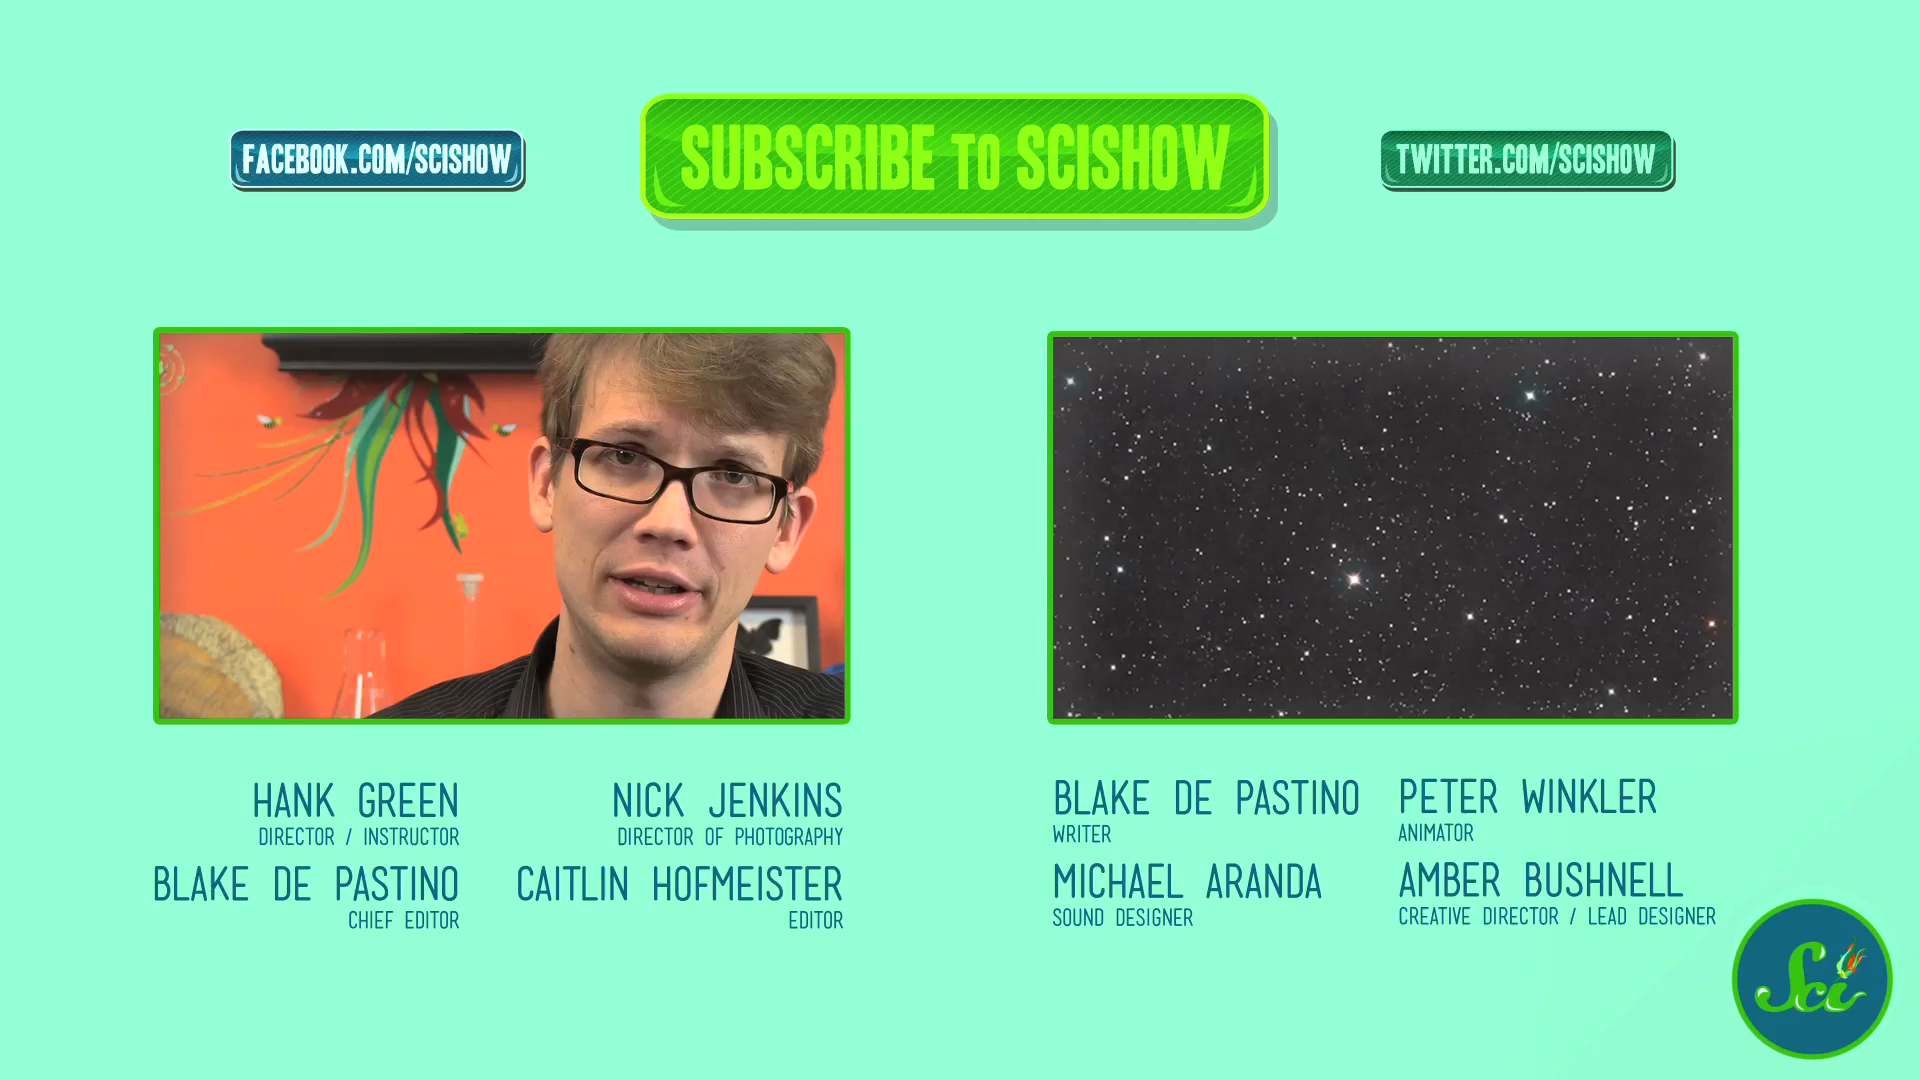 FACEBOOK.COM/SCISHOW
SUBSCRIBE TO SCISHOW
TWITTER.COM/SCISHOW
HANK GREEN
DIRECTOR / INSTRUCTOR
NICK JENKINS
DIRECTOR OF PHOTOGRAPHY
BLAKE DE PASTINO
CHIEF EDITOR
CAITLIN HOFMEISTER
EDITOR
BLAKE DE PASTINO
WRITER
PETER WINKLER
ANIMATOR
MICHAEL ARANDA
SOUND DESIGNER
AMBER BUSHNELL
CREATIVE DIRECTOR / LEAD DESIGNER
Sci